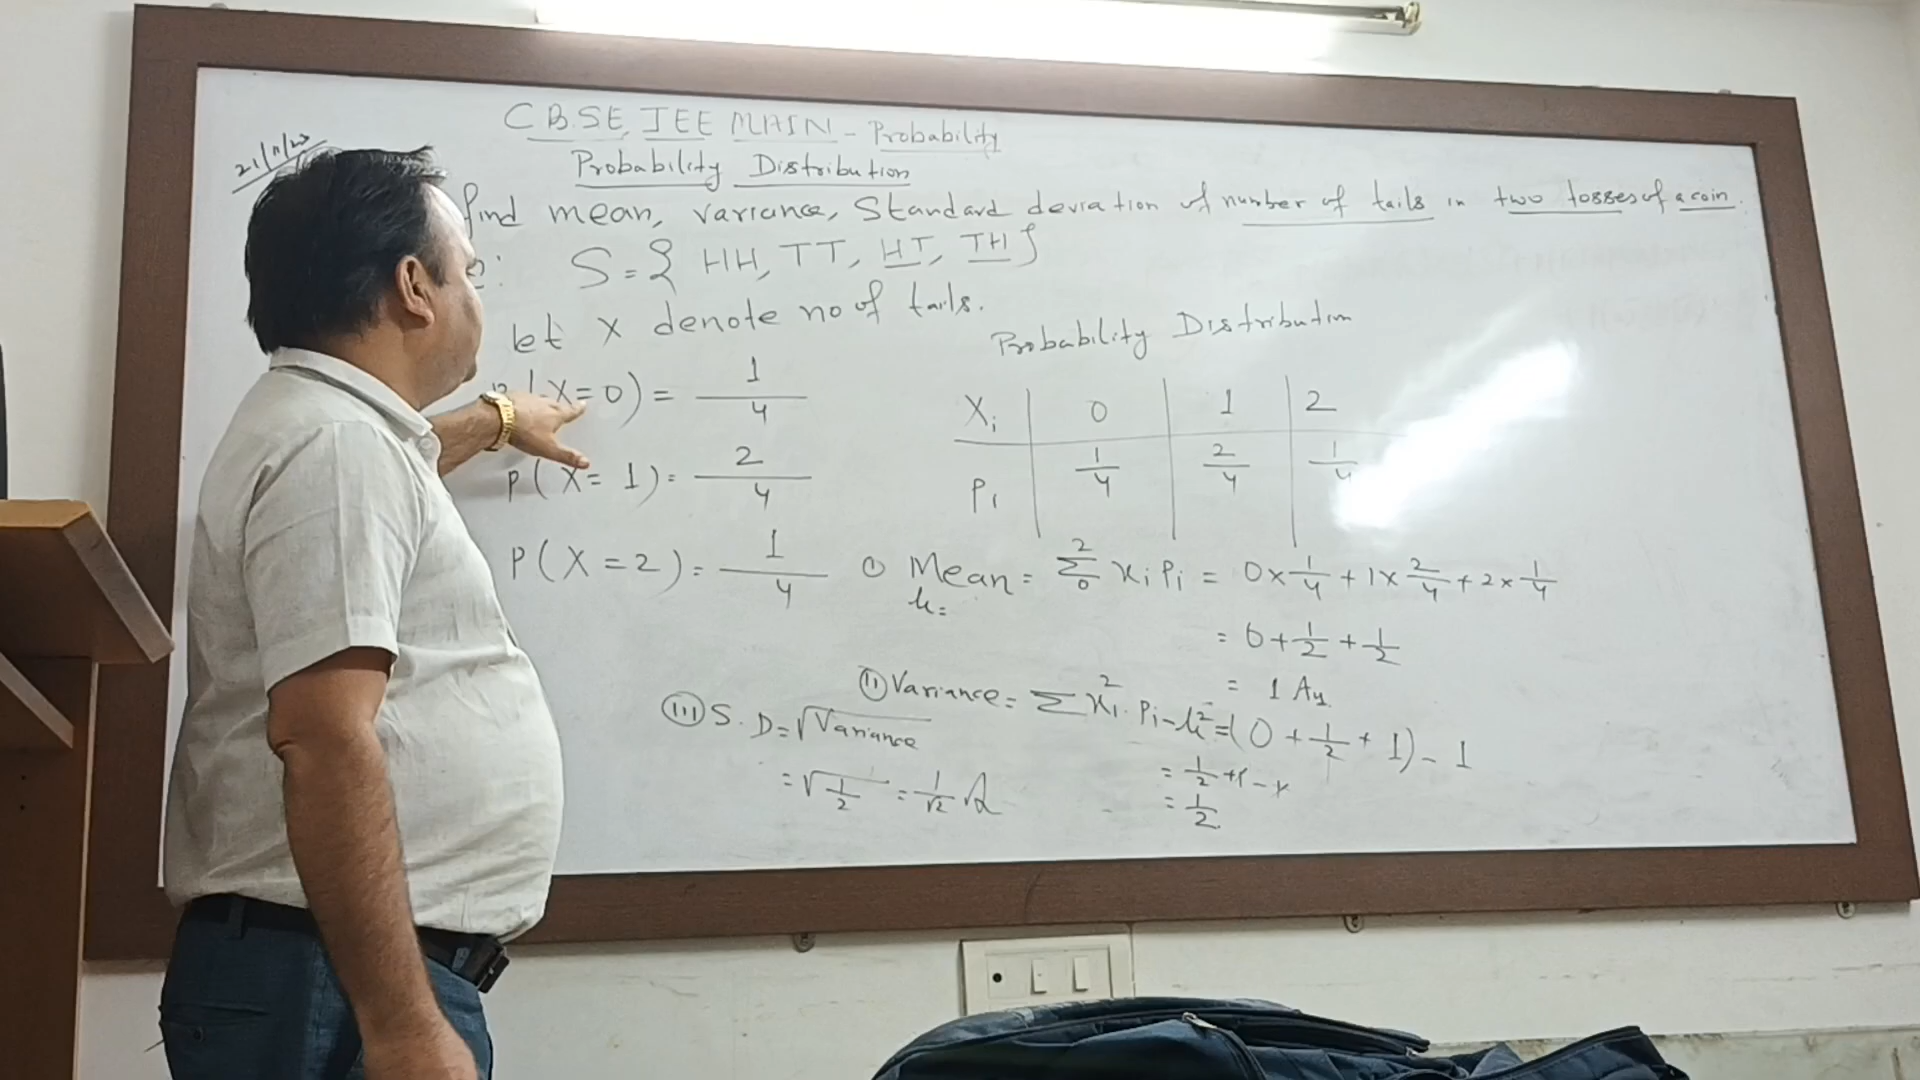 21/11/23
CBSE, JEE MAIN - Probability
Probability Distribution
find mean, variance, Standard deviation of number of tails in two tosses of a coin.
S = { HH, TT, HT, TH }
let X denote no of tails.
(X=0) = 1/4
P(X=1) = 2/4
P(X=2) = 1/4
Probability Distribution
Xi | 0 | 1 | 2
Pi | 1/4 | 2/4 | 1/4
(i) Mean = Σ₀² xi Pi = 0 × 1/4 + 1 × 2/4 + 2 × 1/4
μ =
= 0 + 1/2 + 1/2
= 1 Ans
(ii) Variance = Σ xi². Pi - μ² = (0 + 1/2 + 1) - 1
= 1/2 + 1 - 1
= 1/2
(iii) S.D = √Variance
= √1/2 = 1/√2